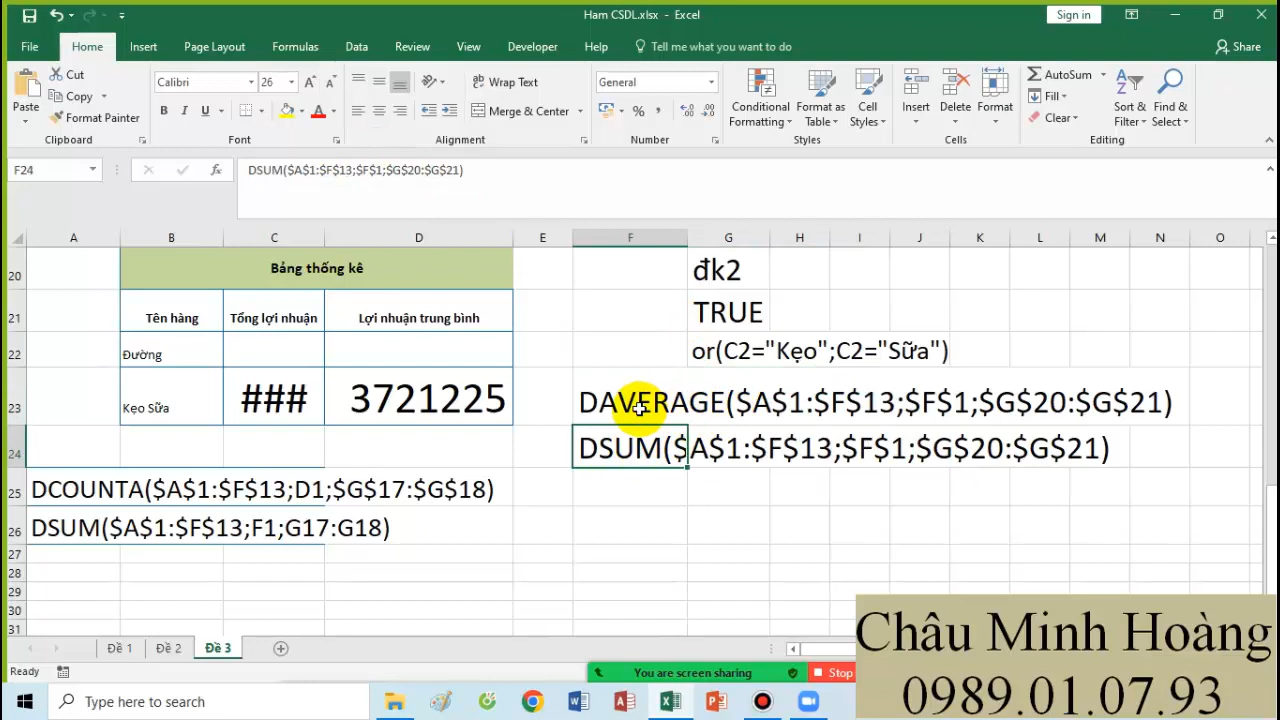 Ham CSDL.xlsx - Excel
Sign in
File Home Insert Page Layout Formulas Data Review View Developer Help Tell me what you want to do Share
Paste
Cut
Copy
Format Painter
Clipboard
Calibri 26
B I U
Font
Wrap Text
Merge & Center
Alignment
General
%
Number
Conditional Formatting
Format as Table
Cell Styles
Styles
Insert Delete Format
Cells
AutoSum
Fill
Clear
Sort & Filter
Find & Select
Editing
F24 fx DSUM($A$1:$F$13;$F$1;$G$20:$G$21)
A B C D E F G H I J K L M N O
20 Bảng thống kê đk2
21 Tên hàng Tổng lợi nhuận Lợi nhuận trung bình TRUE
22 Đường or(C2="Kẹo";C2="Sữa")
23 Kẹo Sữa ### 3721225 DAVERAGE($A$1:$F$13;$F$1;$G$20:$G$21)
24 DSUM($A$1:$F$13;$F$1;$G$20:$G$21)
25 DCOUNTA($A$1:$F$13;D1;$G$17:$G$18)
26 DSUM($A$1:$F$13;F1;G17:G18)
27
28
29
30
31
Đề 1 Đề 2 Đề 3
Ready
You are screen sharing Stop
Type here to search
Châu Minh Hoàng
0989.01.07.93